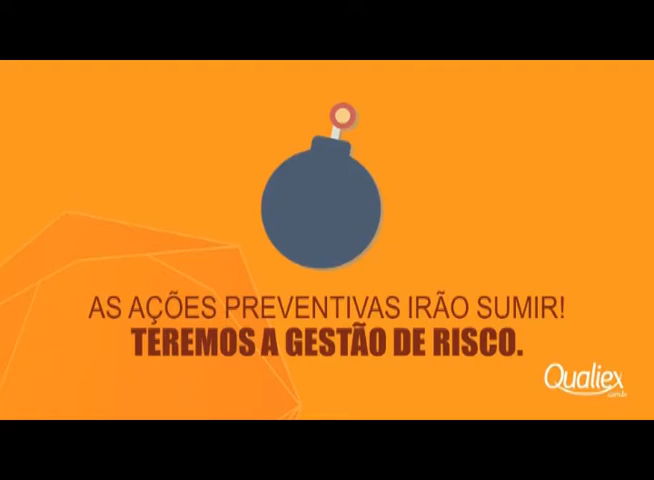 AS AÇÕES PREVENTIVAS IRÃO SUMIR!
TEREMOS A GESTÃO DE RISCO.
Qualiex